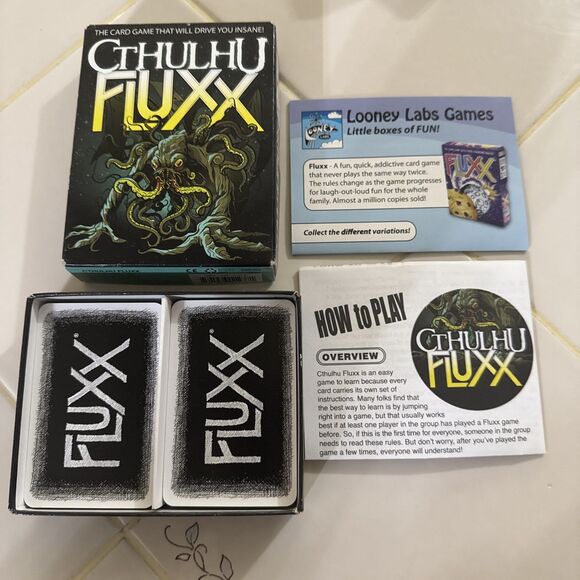 THE CARD GAME THAT WILL DRIVE YOU INSANE!
CTHULHU
FLUXX
CTHULHU FLUXX
CE
Looney Labs Games
Little boxes of FUN!
LOONEY
LABS
Fluxx - A fun, quick, addictive card game
that never plays the same way twice.
The rules change as the game progresses
for laugh-out-loud fun for the whole
family. Almost a million copies sold!
FLUXX
Collect the different variations!
HOW to PLAY
OVERVIEW
Cthulhu Fluxx is an easy
game to learn because every
card carries its own set of
instructions. Many folks find that
the best way to learn is by jumping
right into a game, but that usually works
best if at least one player in the group has played a Fluxx game
before. So, if this is the first time for everyone, someone in the group
needs to read these rules. But don't worry, after you've played the
game a few times, everyone will understand!
CTHULHU
FLUXX
FLUXX®
FLUXX®